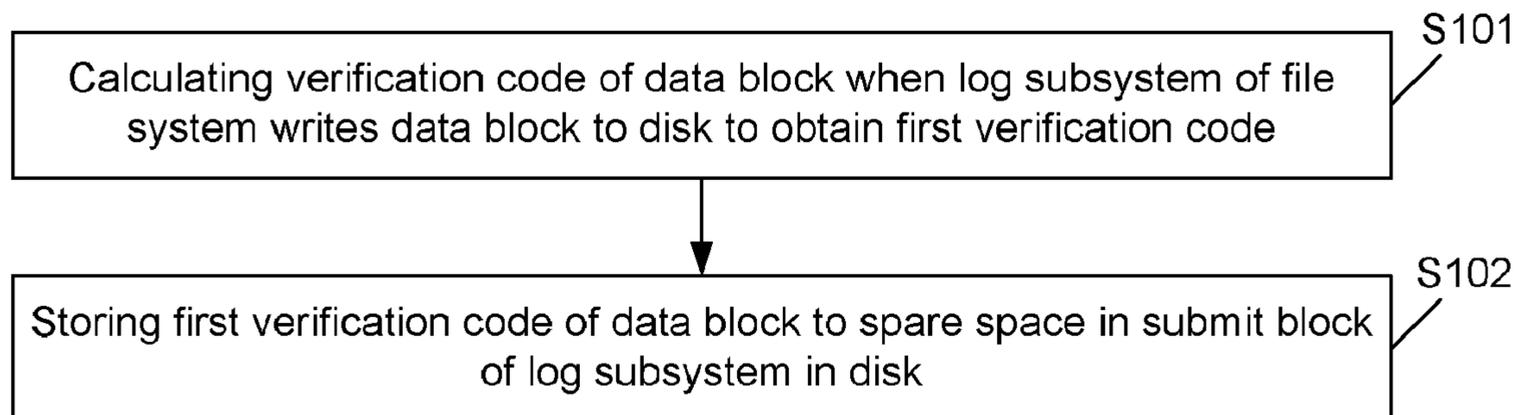 S101
Calculating verification code of data block when log subsystem of file
system writes data block to disk to obtain first verification code
S102
Storing first verification code of data block to spare space in submit block
of log subsystem in disk